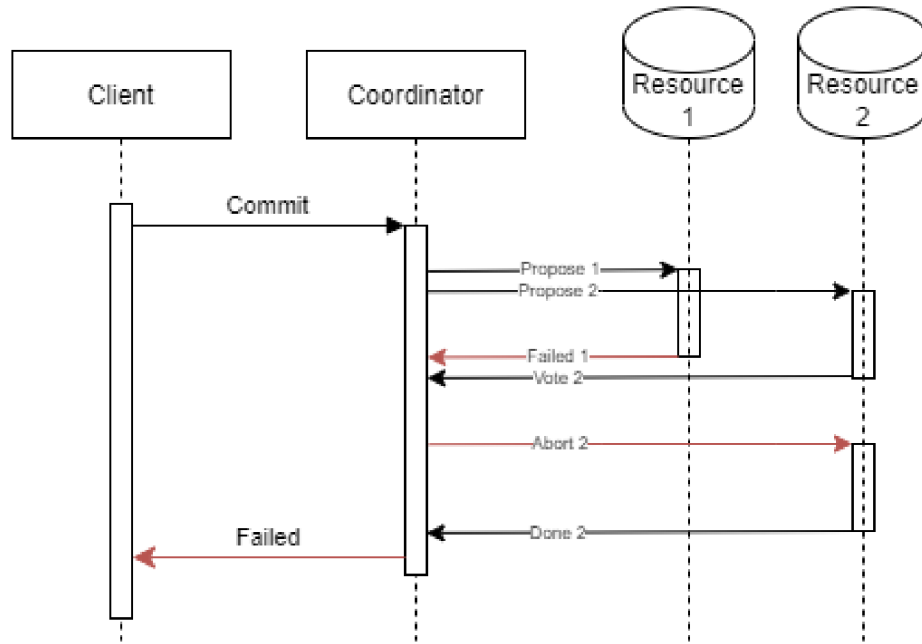 Client
Coordinator
Resource
1
Resource
2
Commit
Propose 1
Propose 2
Failed 1
Vote 2
Abort 2
Done 2
Failed